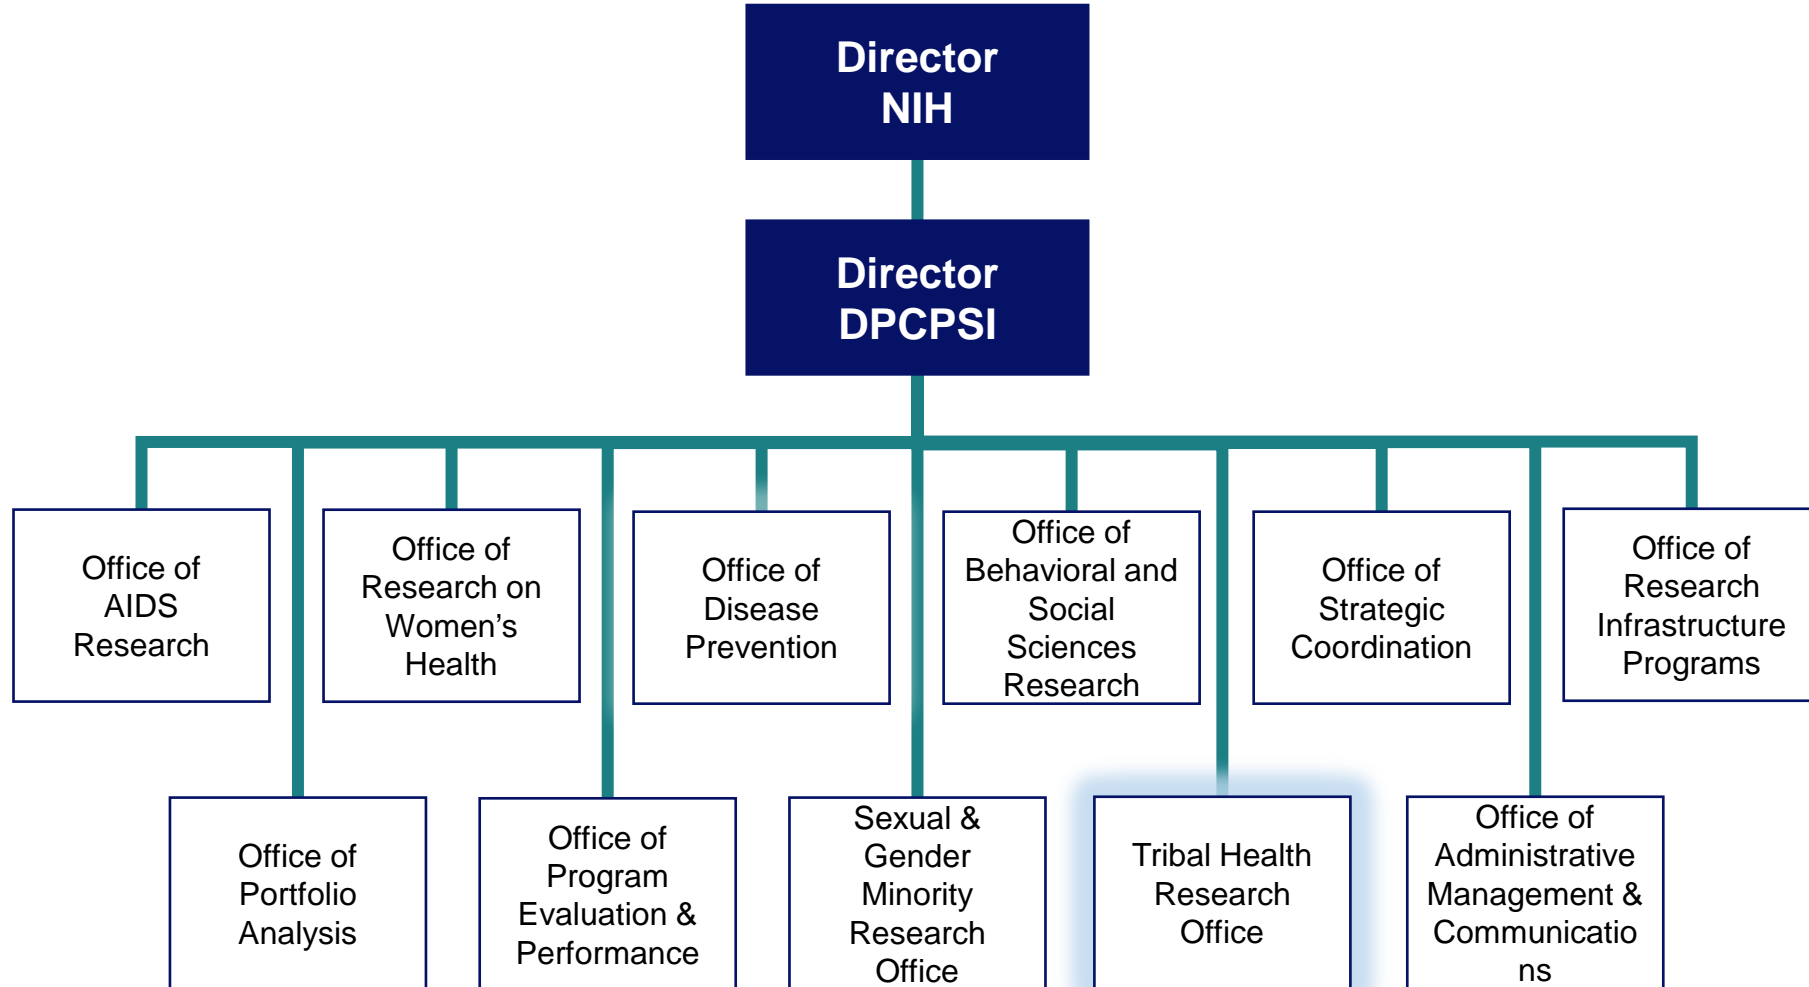 Director
NIH
Director
DPCPSI
Office of
AIDS
Research
Office of
Research on
Women’s
Health
Office of
Disease
Prevention
Office of
Behavioral and
Social
Sciences
Research
Office of
Strategic
Coordination
Office of
Research
Infrastructure
Programs
Office of
Portfolio
Analysis
Office of
Program
Evaluation &
Performance
Sexual &
Gender
Minority
Research
Office
Tribal Health
Research
Office
Office of
Administrative
Management &
Communicatio
ns